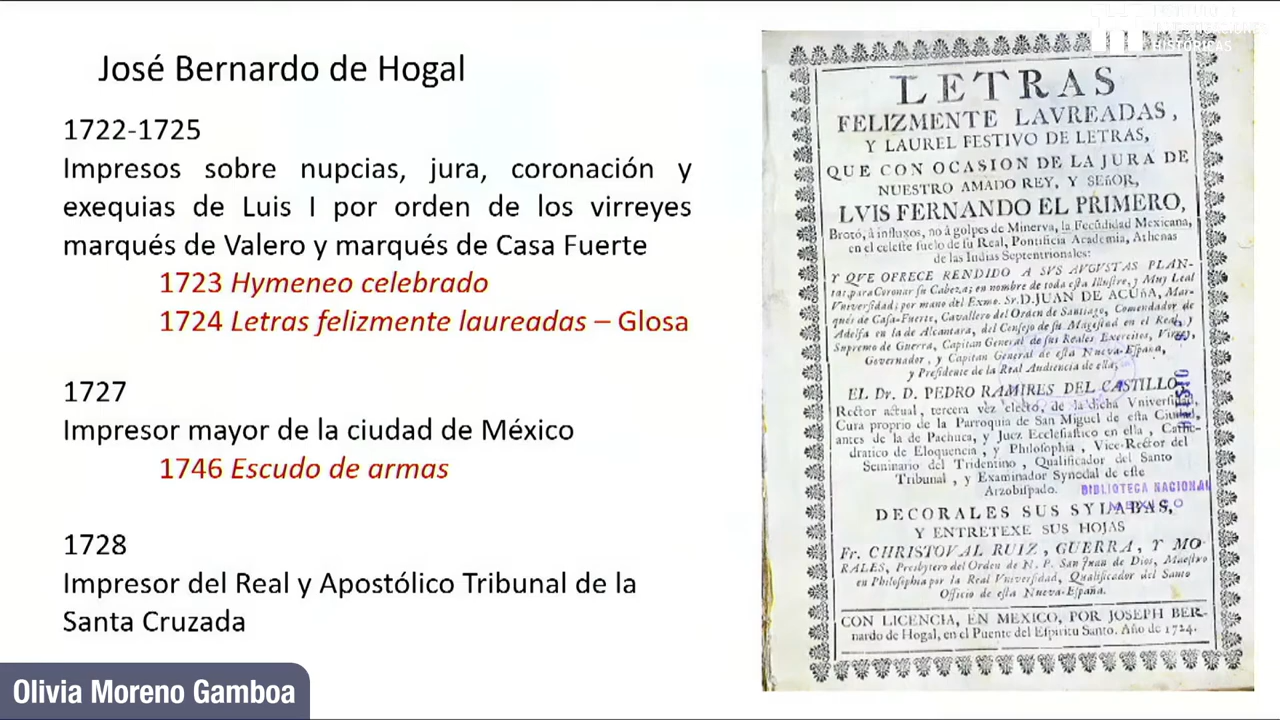 José Bernardo de Hogal
1722-1725
Impresos sobre nupcias, jura, coronación y
exequias de Luis I por orden de los virreyes
marqués de Valero y marqués de Casa Fuerte
1723 Hymeneo celebrado
1724 Letras felizmente laureadas – Glosa
1727
Impresor mayor de la ciudad de México
1746 Escudo de armas
1728
Impresor del Real y Apostólico Tribunal de la
Santa Cruzada
Olivia Moreno Gamboa
HISTÓRICAS
LETRAS
FELIZMENTE LAVREADAS,
Y LAUREL FESTIVO DE LETRAS,
QUE CON OCASION DE LA JURA DE
NUESTRO AMADO REY, Y SEÑOR,
LVIS FERNANDO EL PRIMERO,
Brotó, à influxos, no à golpes de Minerva, la Fecūdidad Mexicana,
en el celeste suelo de su Real, Pontificia Academia, Athenas
de las Indias Septentrionales:
Y QUE OFRECE RENDIDO A SVS AVGVSTAS PLAN-
tas, para Coronar su Cabeza; en nombre de toda esta Illustre, y Muy Leal
Vniversidad; por mano del Exmo. Sr. D. JUAN DE ACUÑA, Mar-
qués de Casa-Fuerte, Cavallero del Orden de Santiago, Comendador de
Adelfa en la de Alcantara, del Consejo de su Magestad en el Real, y
Supremo de Guerra, Capitan General de sus Reales Exercitos, Virrey,
Governador, y Capitan General de esta Nueva-España,
y Presidente de la Real Audiencia de ella;
EL Dr. D. PEDRO RAMIRES DEL CASTILLO,
Rector actual, tercera vez electo, de la dicha Vniversidad,
Cura proprio de la Parroquia de San Miguel de esta Ciudad,
antes de la de Pachuca, y Juez Ecclesiastico en ella, Cathe-
dratico de Eloquencia, y Philosophia, Vice-Rector del
Seminario del Tridentino, Qualificador del Santo
Tribunal, y Examinador Synodal de este
Arzobispado.
BIBLIOTECA NACIONAL
MEXICO
DECORALES SUS SYLABAS,
Y ENTRETEXE SUS HOJAS
Fr. CHRISTOVAL RUIZ, GUERRA, Y MO-
RALES, Presbytero del Orden de N. P. San Juan de Dios, Maestro
en Philosophia por la Real Vniversidad, Qualificador del Santo
Officio de esta Nueva-España.
CON LICENCIA, EN MEXICO, POR JOSEPH BER-
nardo de Hogal, en el Puente del Espiritu Santo. Año de 1724.